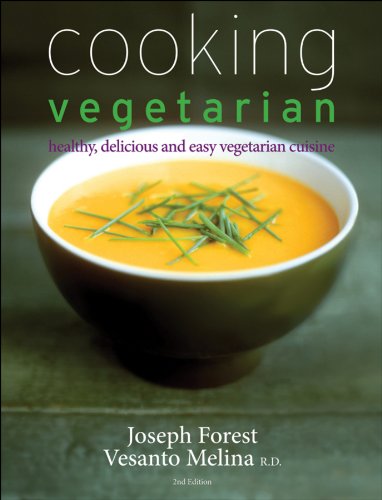 cooking
vegetarian
healthy, delicious and easy vegetarian cuisine
Joseph Forest
Vesanto Melina R.D.
2nd Edition